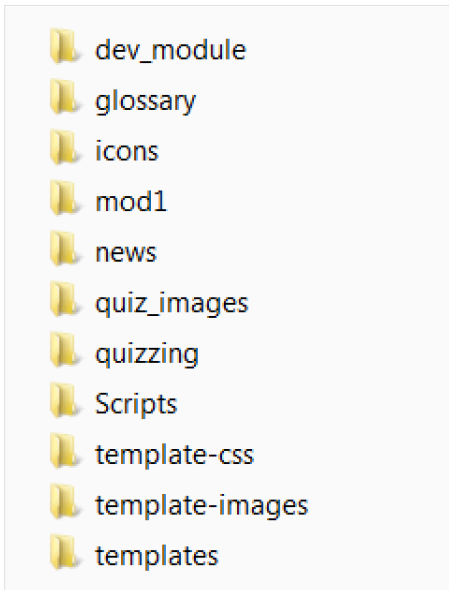 dev_module
glossary
icons
mod1
news
quiz_images
quizzing
Scripts
template-css
template-images
templates